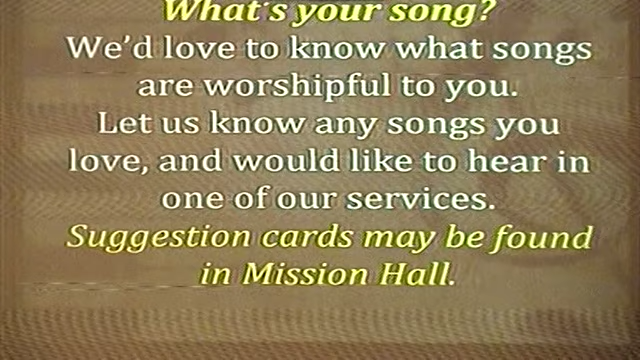 What's your song?
We'd love to know what songs
are worshipful to you.
Let us know any songs you
love, and would like to hear in
one of our services.
Suggestion cards may be found
in Mission Hall.